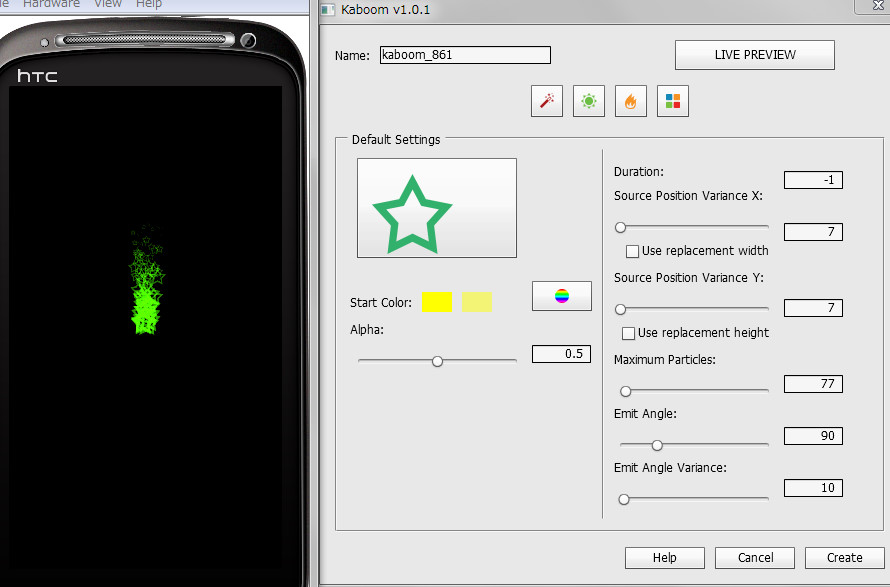 Hardware View Help
Kaboom v1.0.1
hTC
Name: kaboom_861
LIVE PREVIEW
Default Settings
Duration: -1
Source Position Variance X:
7
Use replacement width
Source Position Variance Y:
7
Use replacement height
Start Color:
Alpha:
0.5
Maximum Particles:
77
Emit Angle:
90
Emit Angle Variance:
10
Help Cancel Create